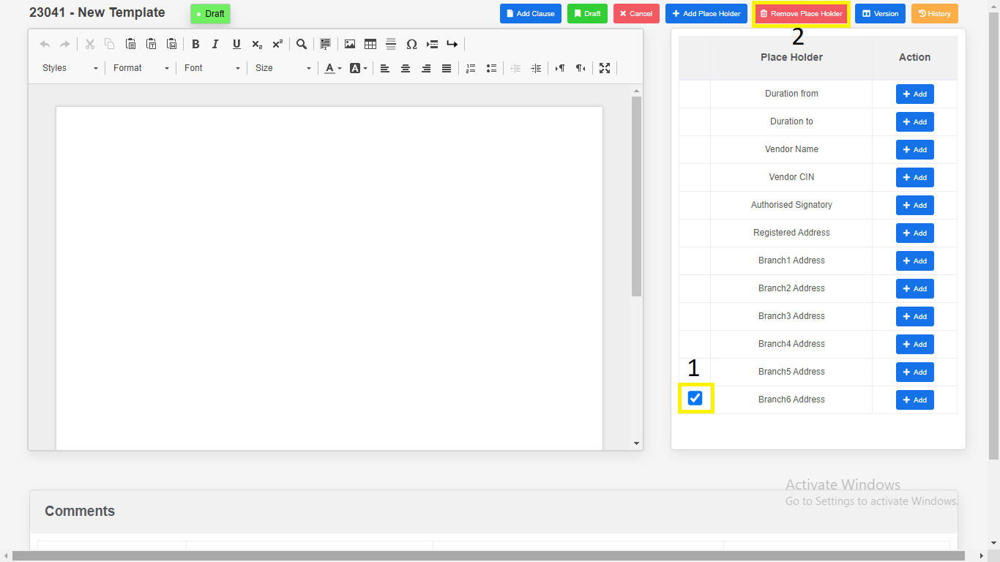 23041 - New Template
Draft
Add Clause
Draft
Cancel
Add Place Holder
Remove Place Holder
Version
History
2
Styles
Format
Font
Size
Place Holder Action
Duration from Add
Duration to Add
Vendor Name Add
Vendor CIN Add
Authorised Signatory Add
Registered Address Add
Branch1 Address Add
Branch2 Address Add
Branch3 Address Add
Branch4 Address Add
1
Branch5 Address Add
Branch6 Address Add
Activate Windows
Go to Settings to activate Windows.
Comments